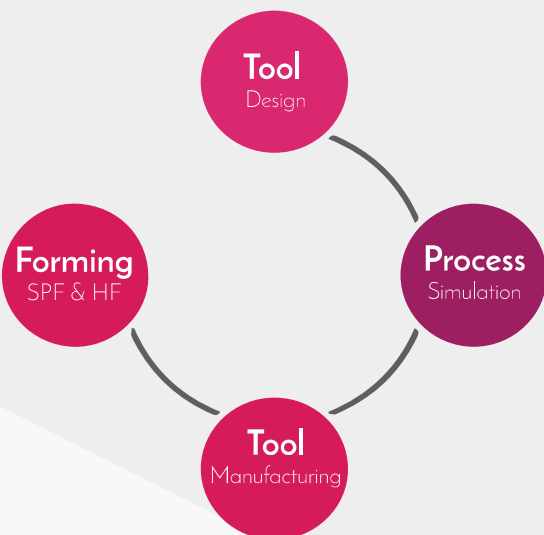 Tool
Design
Process
Simulation
Tool
Manufacturing
Forming
SPF & HF